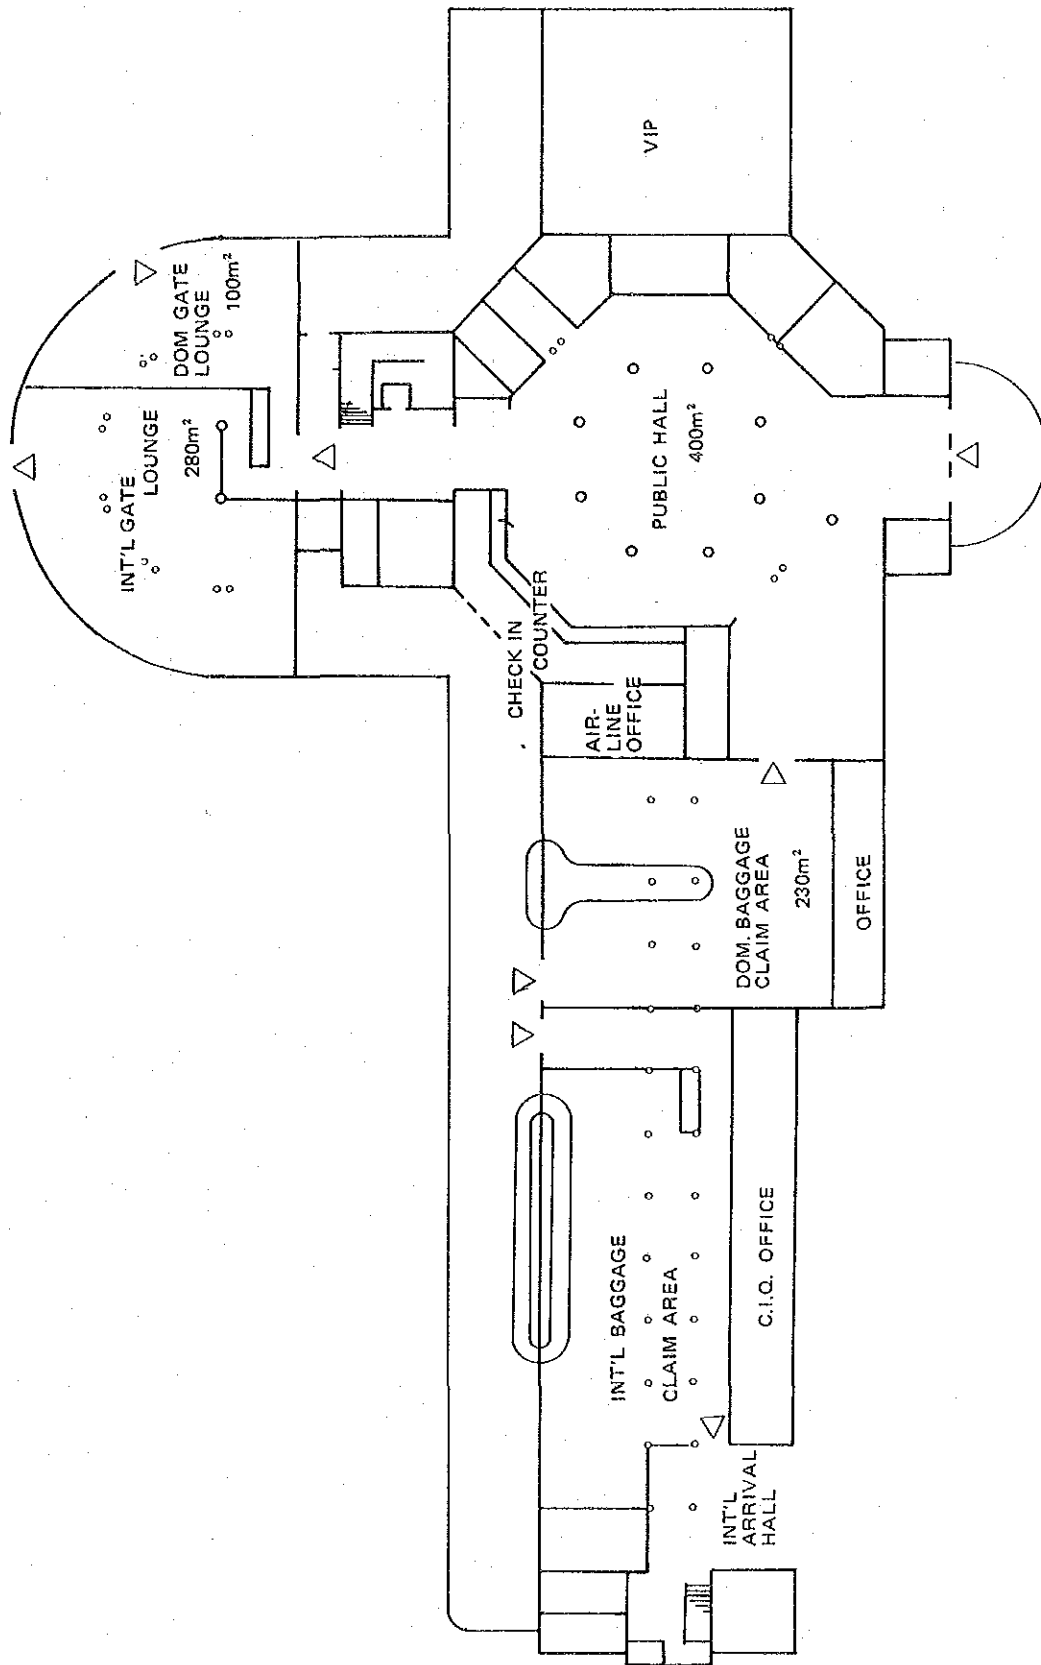 VIP
DOM GATE
LOUNGE
100m²
INT'L GATE
LOUNGE
280m²
PUBLIC HALL
400m²
CHECK IN
COUNTER
AIR-
LINE
OFFICE
DOM. BAGGAGE
CLAIM AREA
230m²
OFFICE
INT'L BAGGAGE
CLAIM AREA
C.I.Q. OFFICE
INT'L
ARRIVAL
HALL